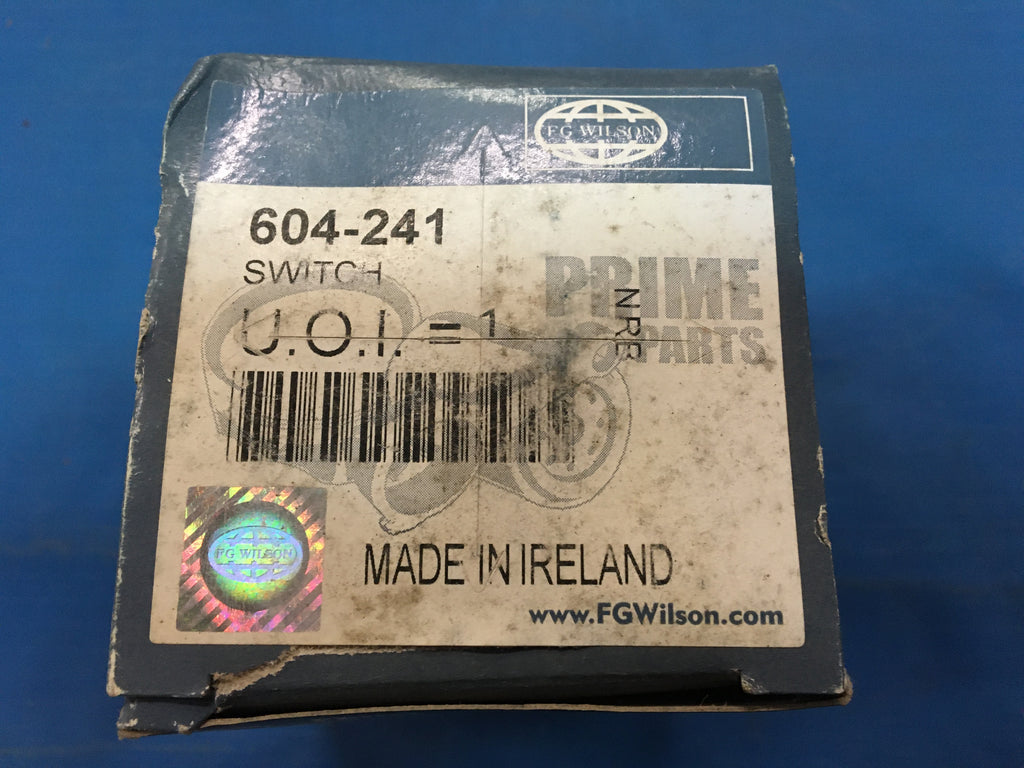 FG WILSON
604-241
SWITCH
PRIME
PARTS
NRB
U.O.I. = 1
FG WILSON
MADE IN IRELAND
www.FGWilson.com